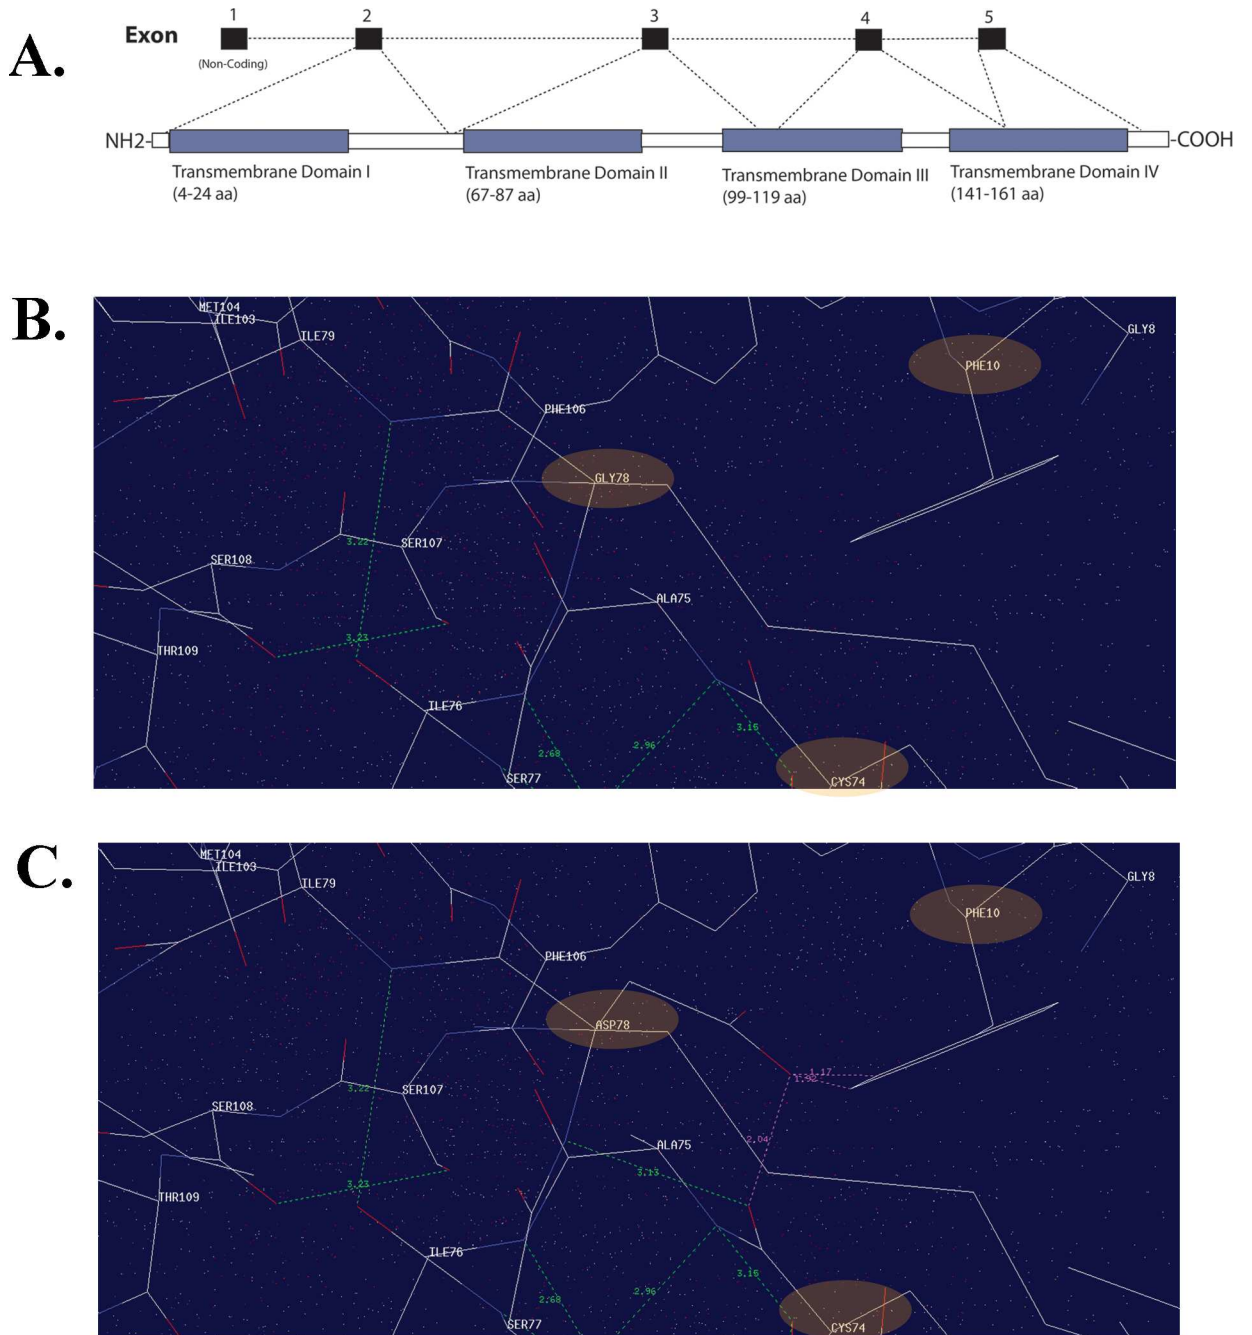 A.
Exon
1 2 3 4 5
(Non-Coding)
NH2- -COOH
Transmembrane Domain I
(4-24 aa)
Transmembrane Domain II
(67-87 aa)
Transmembrane Domain III
(99-119 aa)
Transmembrane Domain IV
(141-161 aa)
B.
MET104
ILE103
ILE79
GLY8
PHE10
PHE106
GLY78
3.22
SER107
SER108
ALA75
3.23
THR109
ILE76
3.15
2.96
2.68
SER77
CYS74
C.
MET104
ILE103
ILE79
GLY8
PHE10
PHE106
ASP78
1.17
3.22
SER107
SER108
2.04
ALA75
3.13
3.23
THR109
ILE76
3.15
2.96
2.68
SER77
CYS74